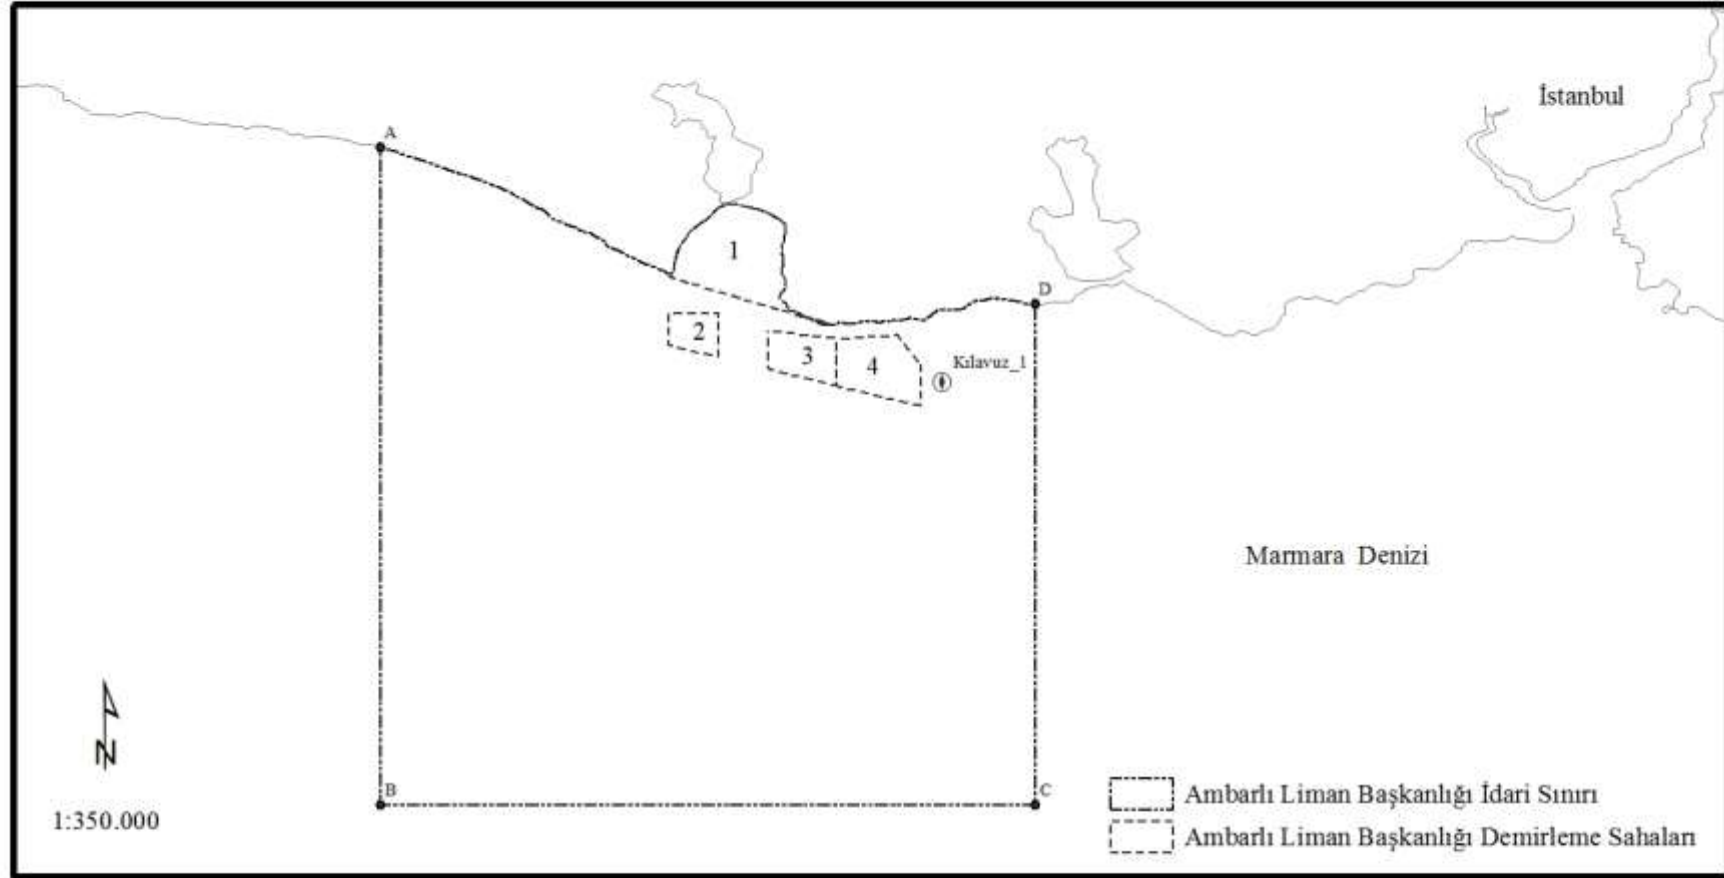 İstanbul
A
1
D
2
3
4
Kılavuz_1
Marmara Denizi
N
B
C
1:350.000
Ambarlı Liman Başkanlığı İdari Sınırı
Ambarlı Liman Başkanlığı Demirleme Sahaları